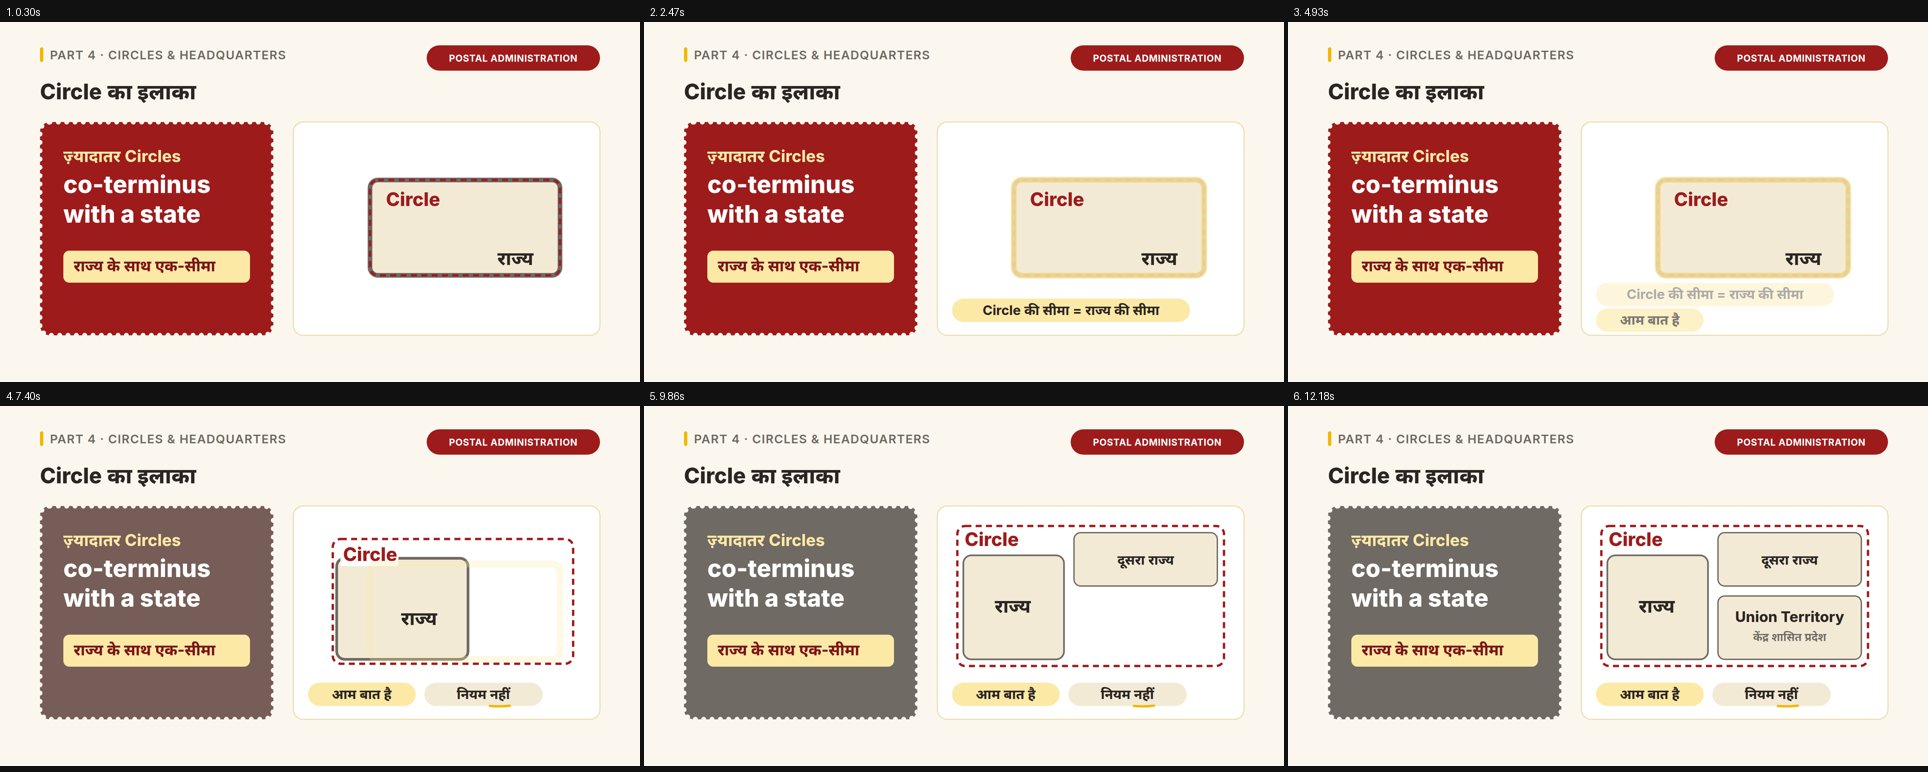 1. 0.30s
PART 4 · CIRCLES & HEADQUARTERS
POSTAL ADMINISTRATION
Circle का इलाका
ज़्यादातर Circles
co-terminus
with a state
राज्य के साथ एक-सीमा
Circle
राज्य
2. 2.47s
PART 4 · CIRCLES & HEADQUARTERS
POSTAL ADMINISTRATION
Circle का इलाका
ज़्यादातर Circles
co-terminus
with a state
राज्य के साथ एक-सीमा
Circle
राज्य
Circle की सीमा = राज्य की सीमा
3. 4.93s
PART 4 · CIRCLES & HEADQUARTERS
POSTAL ADMINISTRATION
Circle का इलाका
ज़्यादातर Circles
co-terminus
with a state
राज्य के साथ एक-सीमा
Circle
राज्य
Circle की सीमा = राज्य की सीमा
आम बात है
4. 7.40s
PART 4 · CIRCLES & HEADQUARTERS
POSTAL ADMINISTRATION
Circle का इलाका
ज़्यादातर Circles
co-terminus
with a state
राज्य के साथ एक-सीमा
Circle
राज्य
आम बात है
नियम नहीं
5. 9.86s
PART 4 · CIRCLES & HEADQUARTERS
POSTAL ADMINISTRATION
Circle का इलाका
ज़्यादातर Circles
co-terminus
with a state
राज्य के साथ एक-सीमा
Circle
दूसरा राज्य
राज्य
आम बात है
नियम नहीं
6. 12.18s
PART 4 · CIRCLES & HEADQUARTERS
POSTAL ADMINISTRATION
Circle का इलाका
ज़्यादातर Circles
co-terminus
with a state
राज्य के साथ एक-सीमा
Circle
दूसरा राज्य
राज्य
Union Territory
केंद्र शासित प्रदेश
आम बात है
नियम नहीं